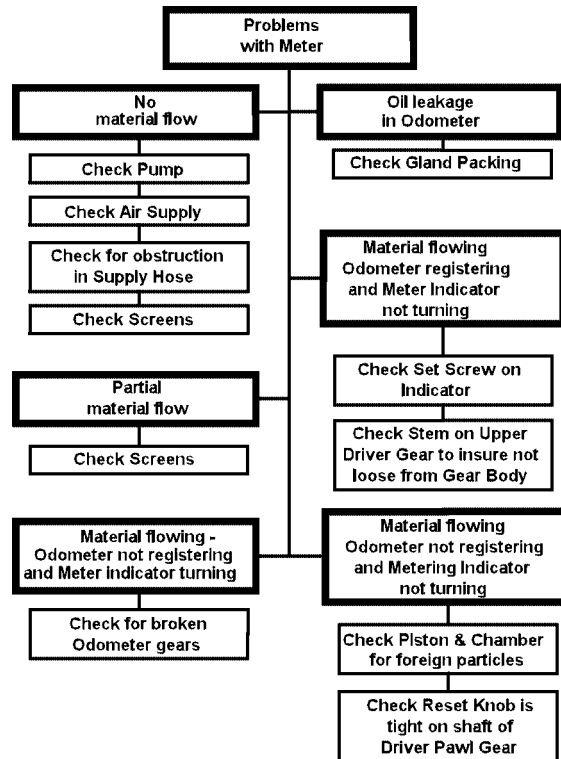 Problems
with Meter
No
material flow
Check Pump
Check Air Supply
Check for obstruction
in Supply Hose
Check Screens
Oil leakage
in Odometer
Check Gland Packing
Material flowing
Odometer registering
and Meter Indicator
not turning
Check Set Screw on
Indicator
Check Stem on Upper
Driver Gear to insure not
loose from Gear Body
Partial
material flow
Check Screens
Material flowing -
Odometer not registering
and Meter indicator turning
Check for broken
Odometer gears
Material flowing
Odometer not registering
and Metering Indicator
not turning
Check Piston & Chamber
for foreign particles
Check Reset Knob is
tight on shaft of
Driver Pawl Gear